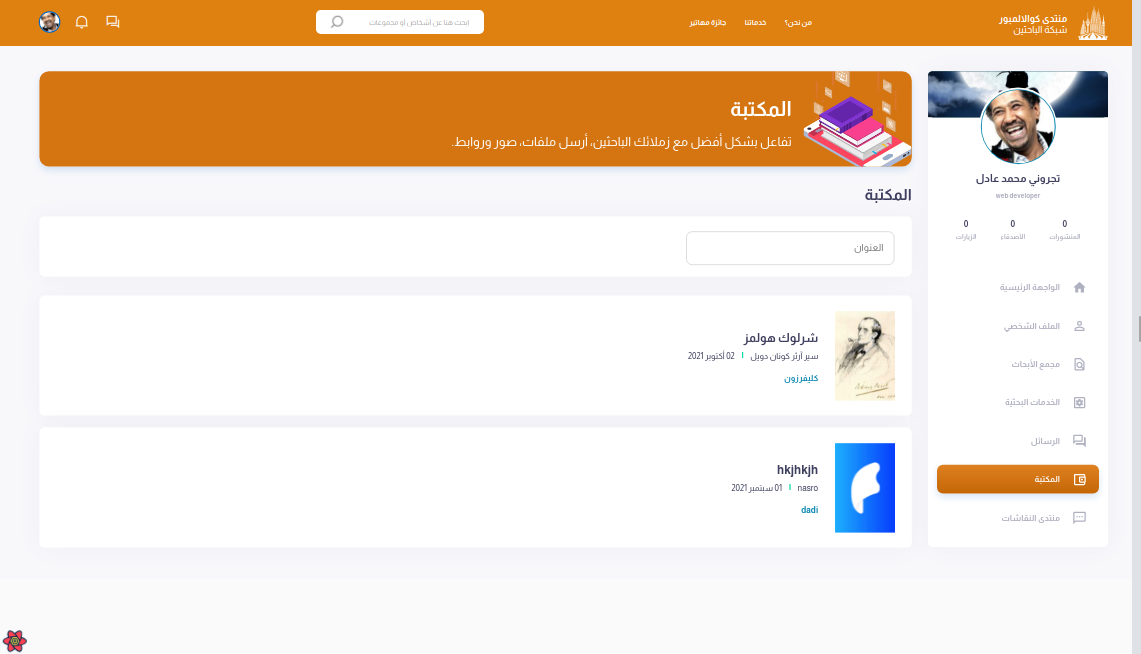 منتدى كوالالمبور
شبكة الباحثين
من نحن؟
خدماتنا
جائزة مهاتير
ابحث هنا عن أشخاص أو مجموعات
تجروني محمد عادل
web developer
0
0
0
المنشورات
الأصدقاء
الزيارات
الواجهة الرئيسية
الملف الشخصي
مجمع الأبحاث
الخدمات البحثية
الرسائل
المكتبة
منتدى النقاشات
المكتبة
تفاعل بشكل أفضل مع زملائك الباحثين، أرسل ملفات، صور وروابط.
المكتبة
العنوان
شرلوك هولمز
سير آرثر كونان دويل | 02 أكتوبر 2021
كليفرزون
hkjhkjh
nasro | 01 سبتمبر 2021
dadi